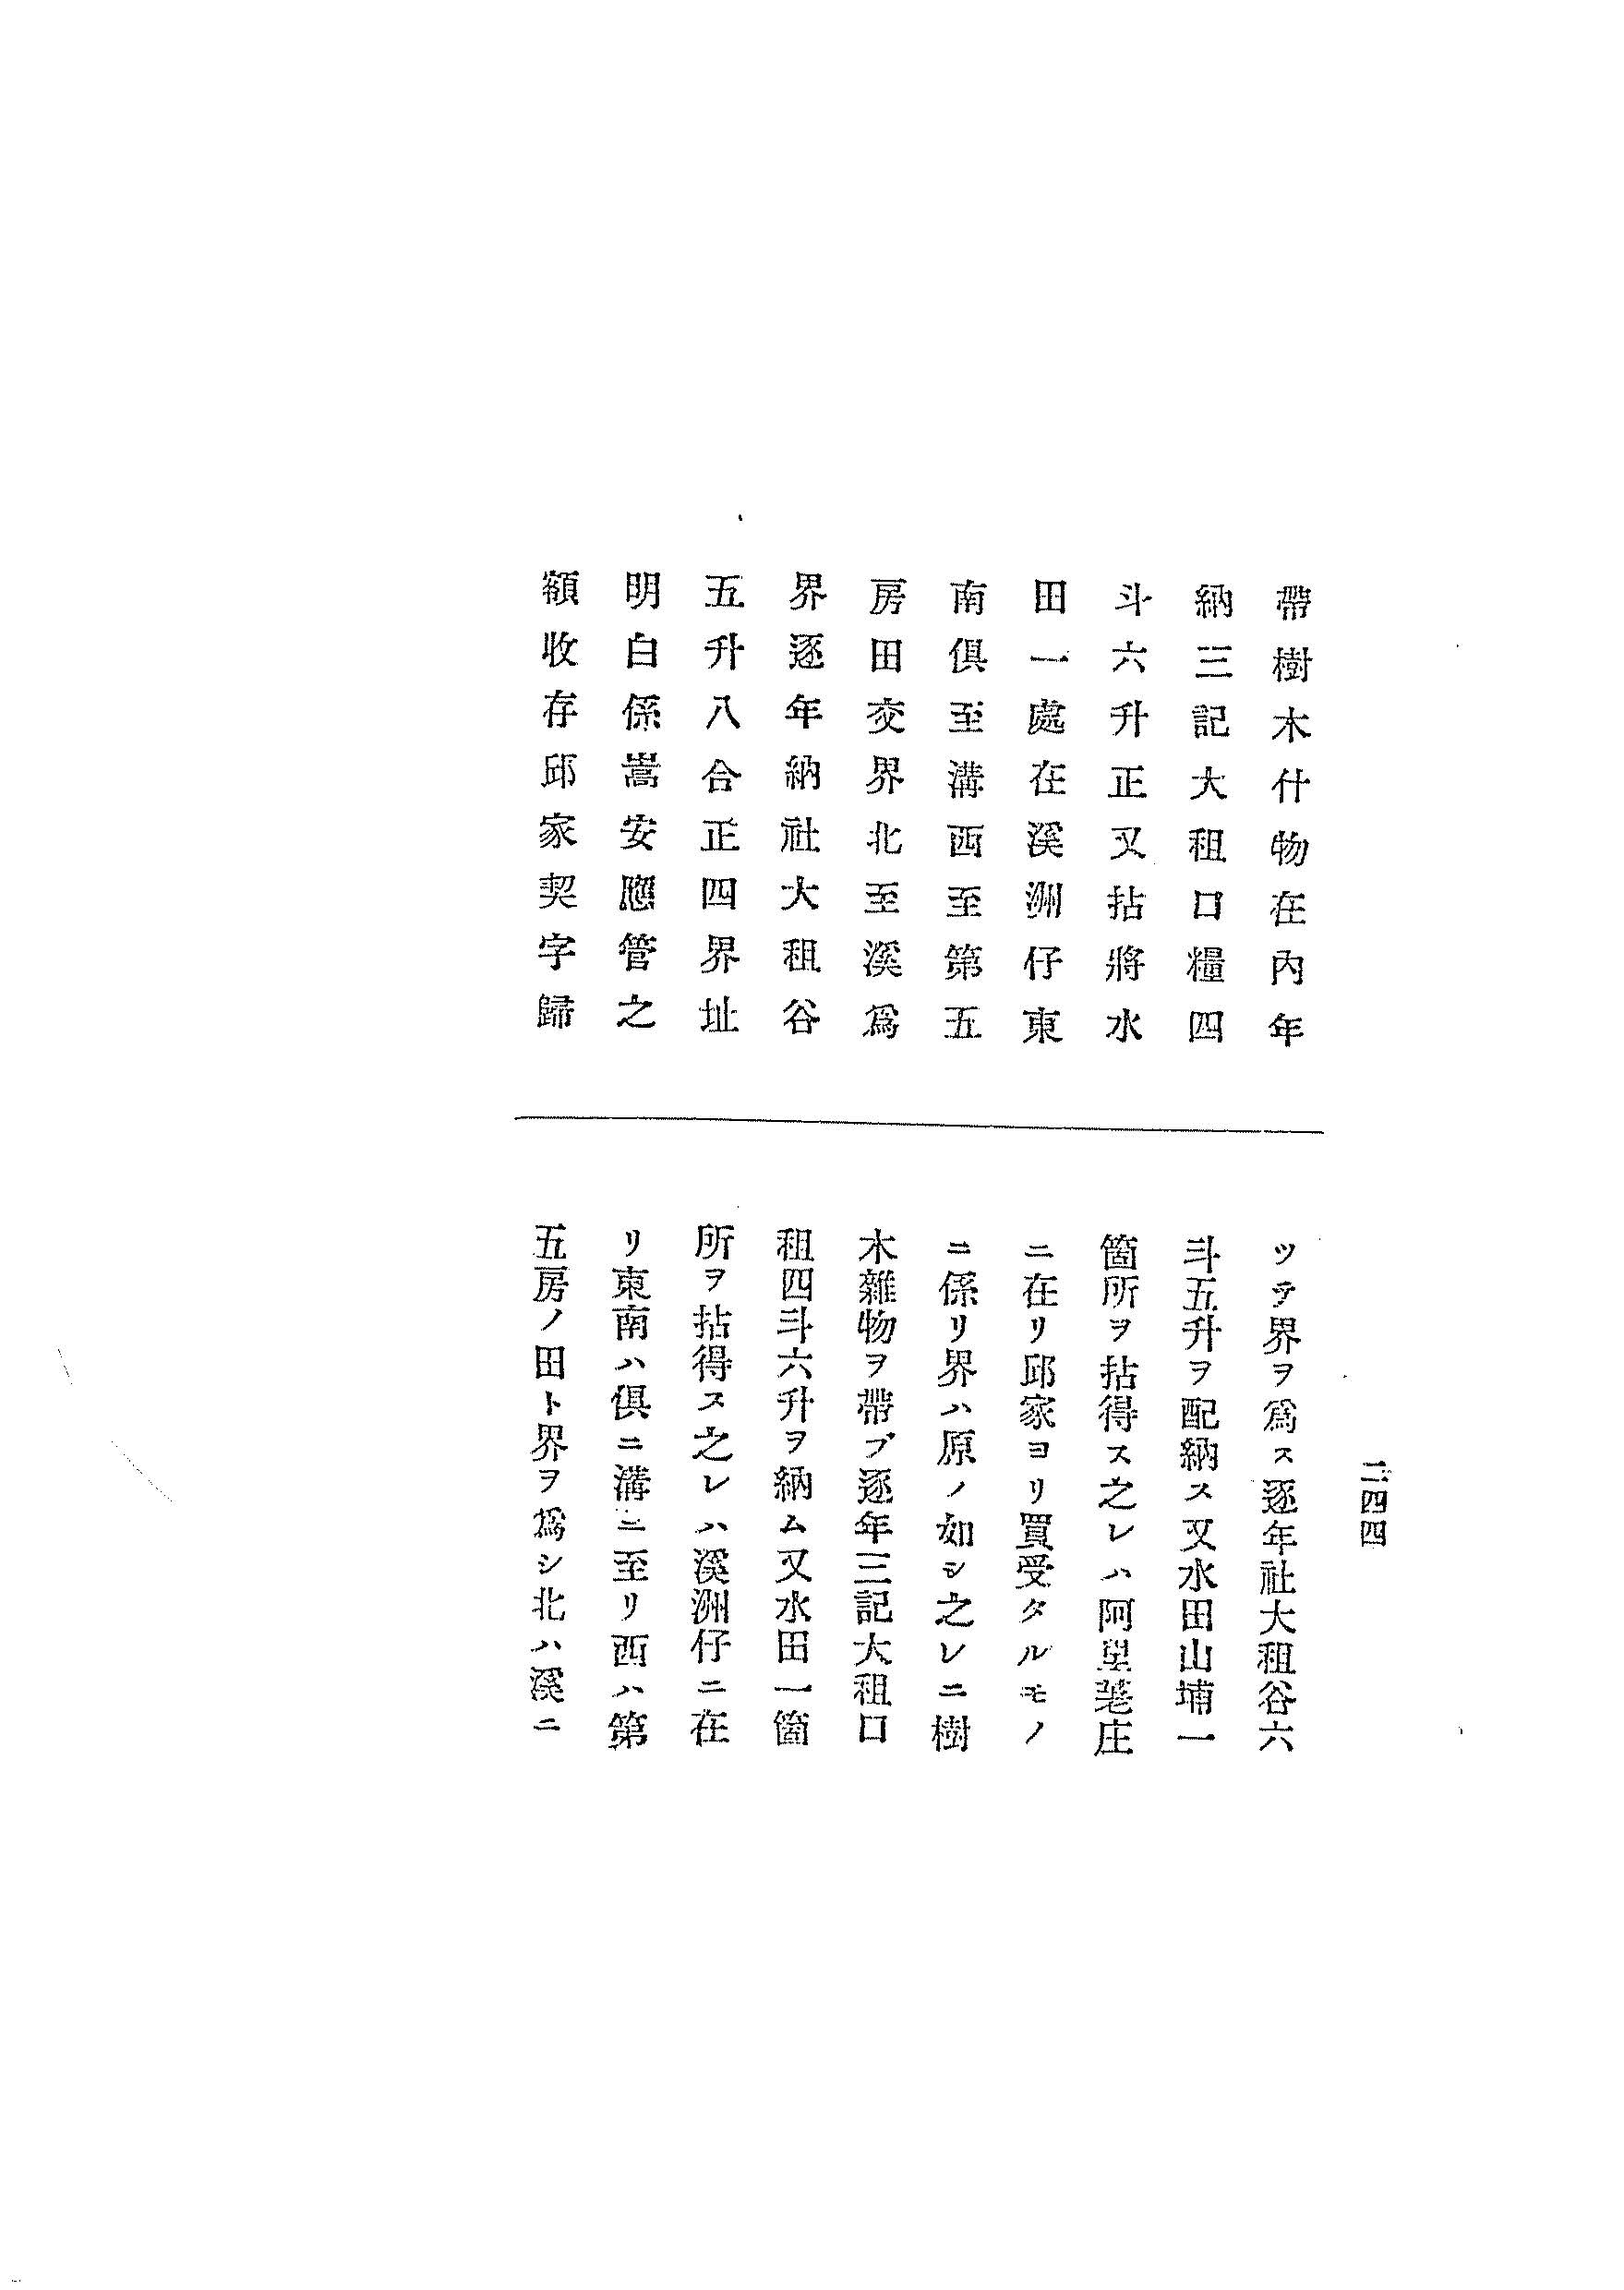 二四四
帶樹木什物在內年
納三記大租口糧四
斗六升正又拈將水
田一處在溪洲仔東
南俱至溝西至第五
房田交界北至溪爲
界逐年納社大租谷
五升八合正四界址
明白係嵩安應管之
額收存邱家契字歸
ツテ界ヲ爲ス逐年社大租谷六
斗五升ヲ配納ス又水田山埔一
箇所ヲ拈得ス之レハ阿里荖庄
ニ在リ邱家ヨリ買受タルモノ
ニ係リ界ハ原ノ如シ之レニ樹
木雜物ヲ帶ブ逐年三記大租口
租四斗六升ヲ納ム又水田一箇
所ヲ拈得ス之レハ溪洲仔ニ在
リ東南ハ俱ニ溝ニ至リ西ハ第
五房ノ田ト界ヲ爲シ北ハ溪ニ